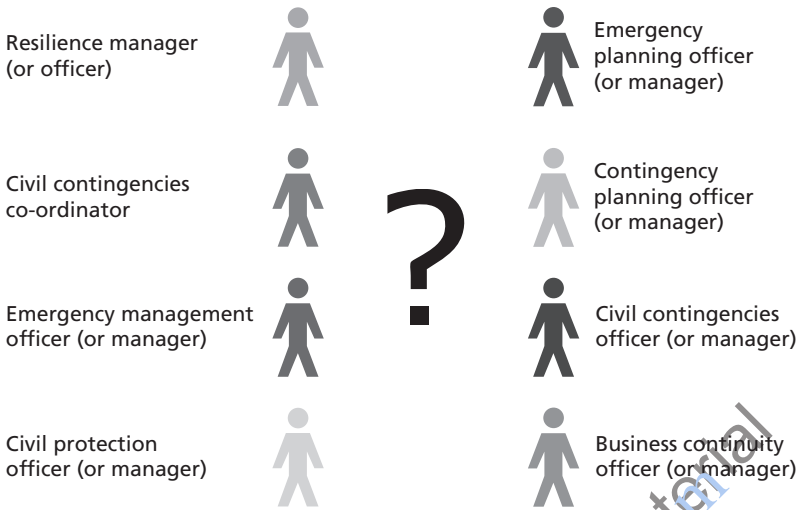 Resilience manager
(or officer)
Emergency
planning officer
(or manager)
Civil contingencies
co-ordinator
Contingency
planning officer
(or manager)
?
Emergency management
officer (or manager)
Civil contingencies
officer (or manager)
Civil protection
officer (or manager)
Business continuity
officer (or manager)